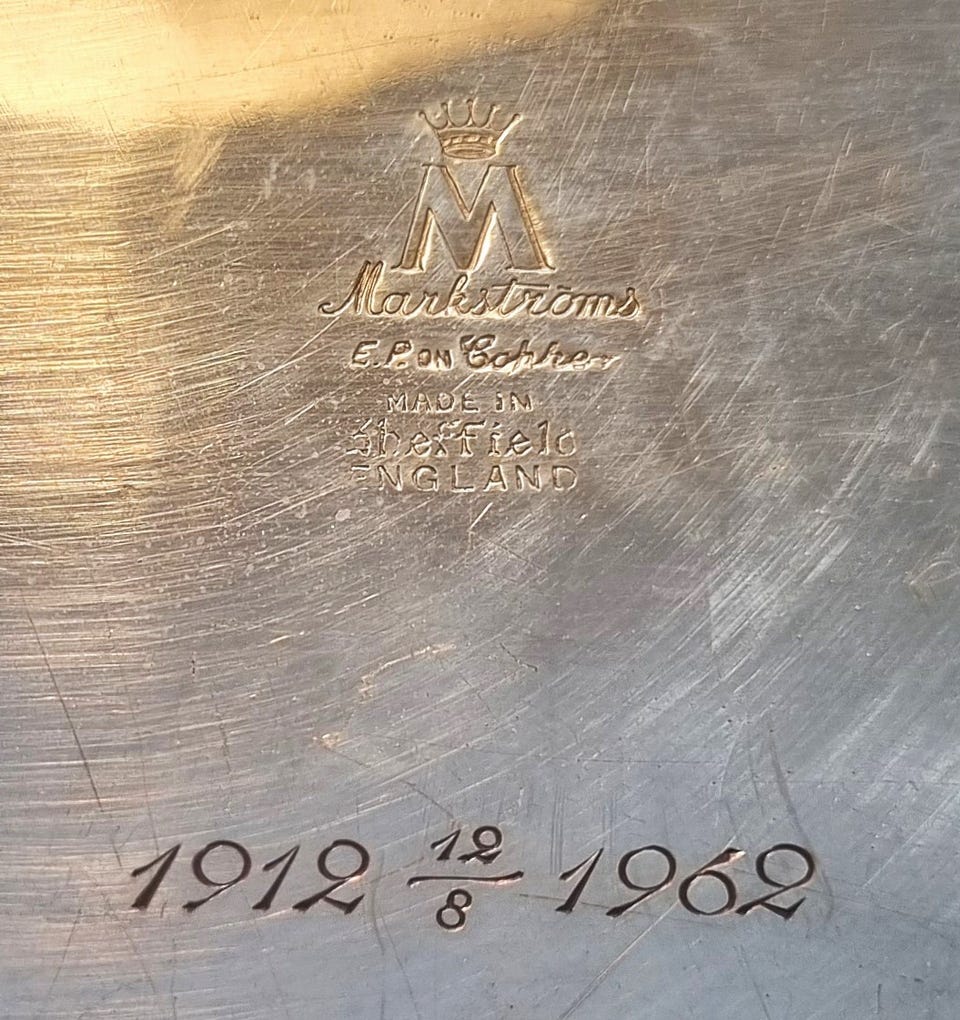 M
Markströms
E.P. ON Copper
MADE IN
Sheffield
ENGLAND
1912 12/8 1962